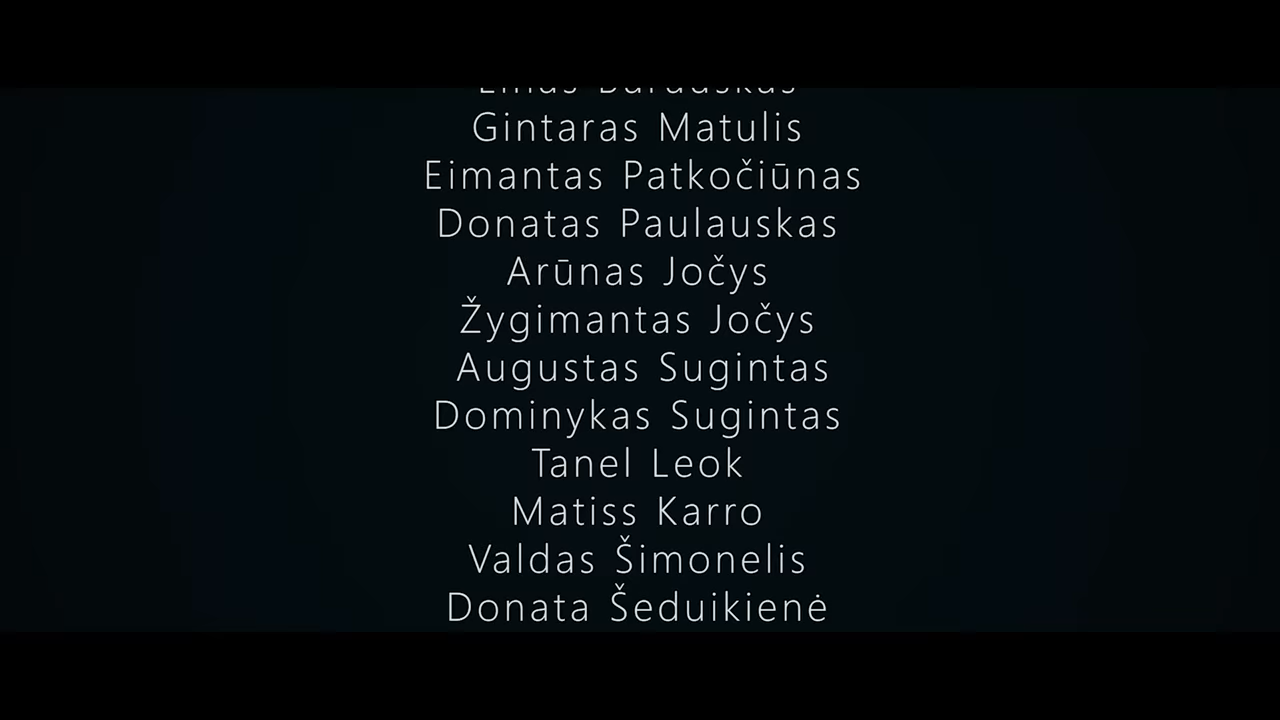 Gintaras Matulis
Eimantas Patkočiūnas
Donatas Paulauskas
Arūnas Jočys
Žygimantas Jočys
Augustas Sugintas
Dominykas Sugintas
Tanel Leok
Matiss Karro
Valdas Šimonelis
Donata Šeduikienė